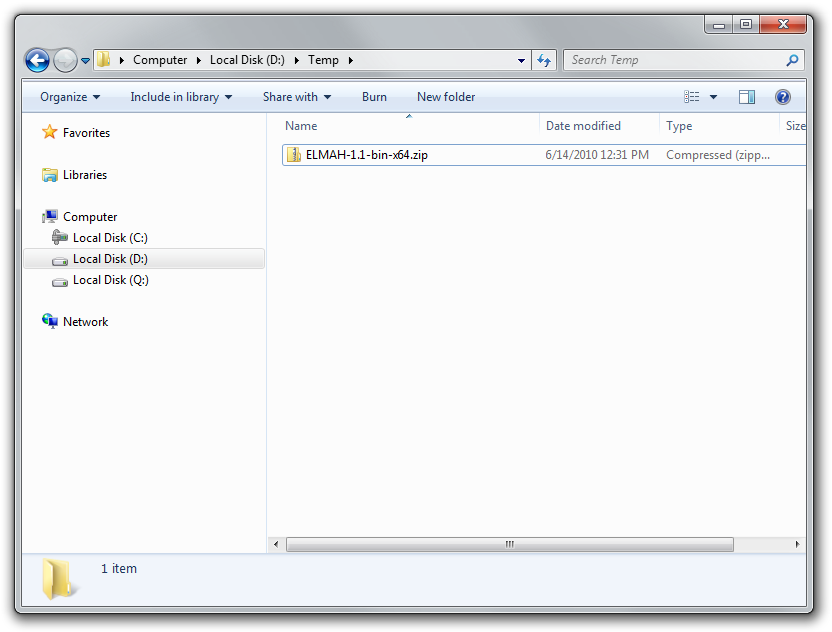 Computer Local Disk (D:) Temp
Search Temp
Organize Include in library Share with Burn New folder
?
Favorites
Libraries
Computer
Local Disk (C:)
Local Disk (D:)
Local Disk (Q:)
Network
Name Date modified Type Size
ELMAH-1.1-bin-x64.zip 6/14/2010 12:31 PM Compressed (zipp...
1 item